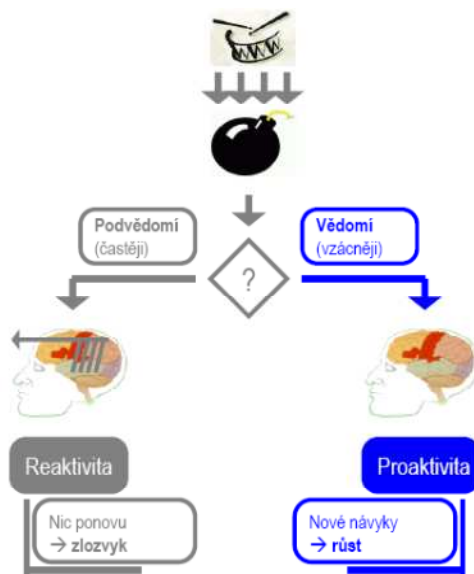 Podvědomí
(častěji)
Vědomí
(vzácněji)
?
Reaktivita
Proaktivita
Nic ponovu
→ zlozvyk
Nové návyky
→ růst